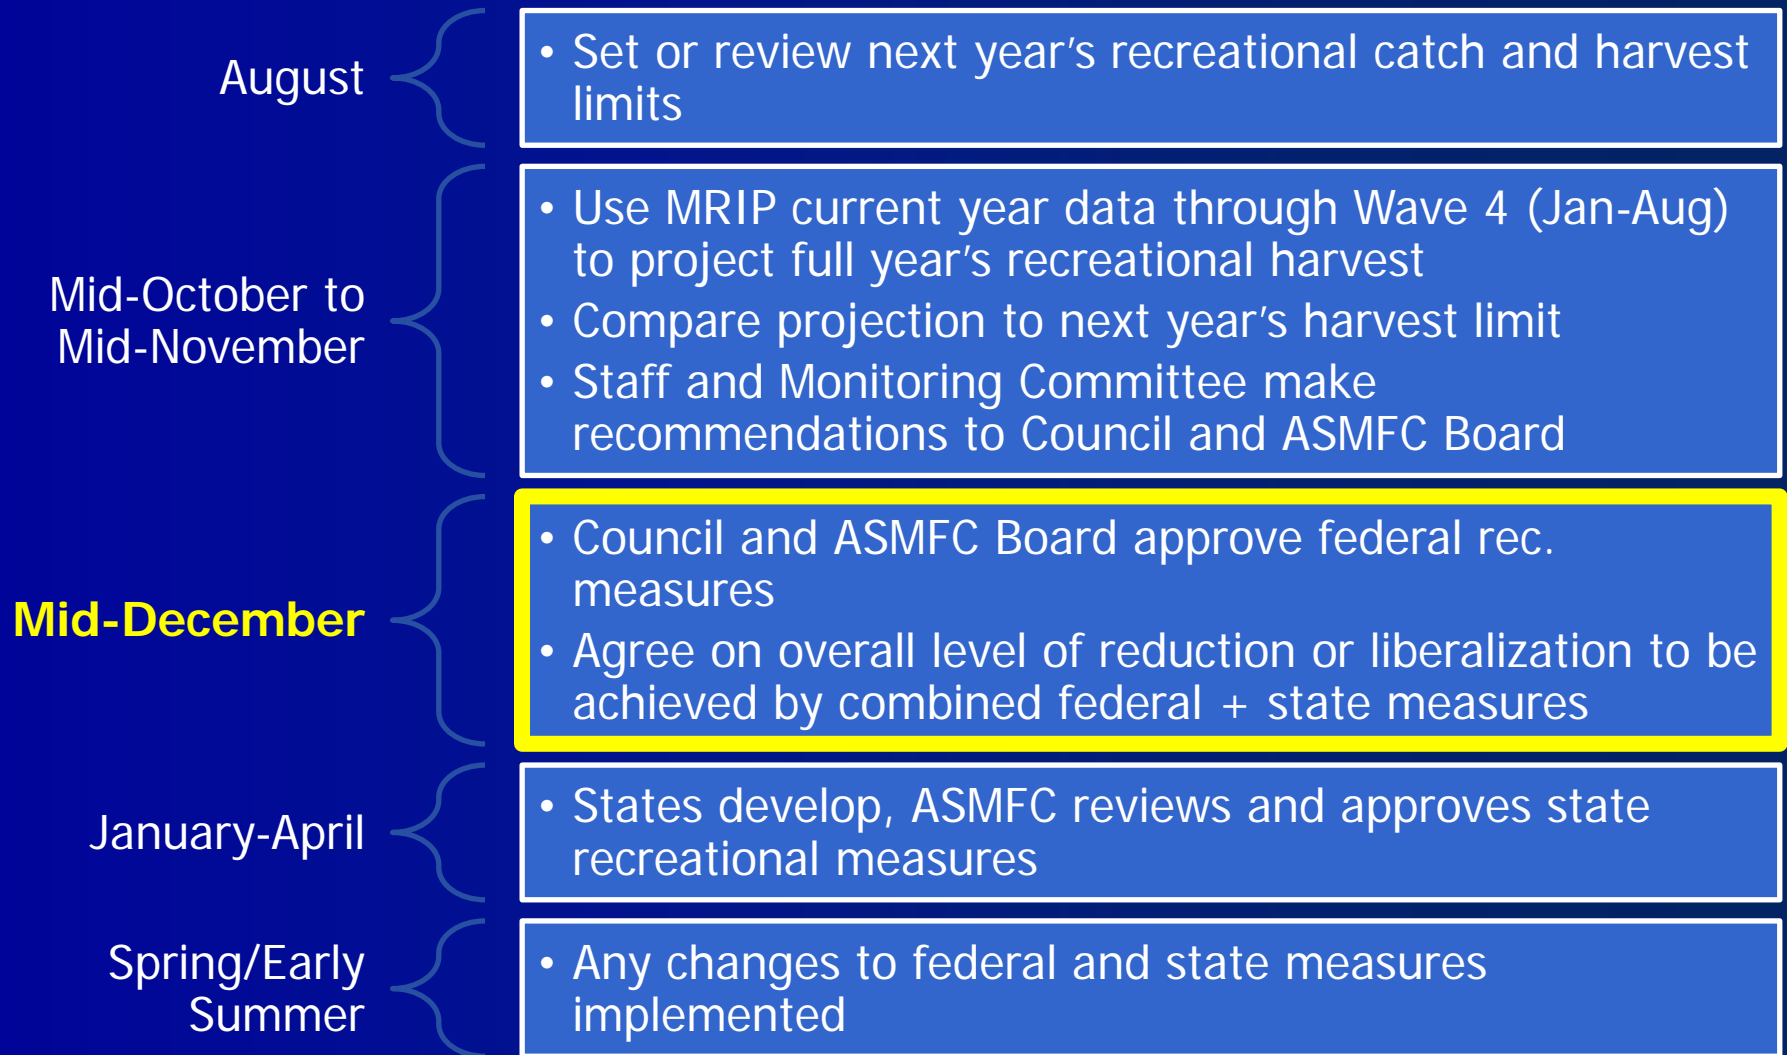 August
• Set or review next year's recreational catch and harvest
limits
Mid-October to
Mid-November
• Use MRIP current year data through Wave 4 (Jan-Aug)
to project full year's recreational harvest
• Compare projection to next year's harvest limit
• Staff and Monitoring Committee make
recommendations to Council and ASMFC Board
Mid-December
• Council and ASMFC Board approve federal rec.
measures
• Agree on overall level of reduction or liberalization to be
achieved by combined federal + state measures
January-April
• States develop, ASMFC reviews and approves state
recreational measures
Spring/Early
Summer
• Any changes to federal and state measures
implemented